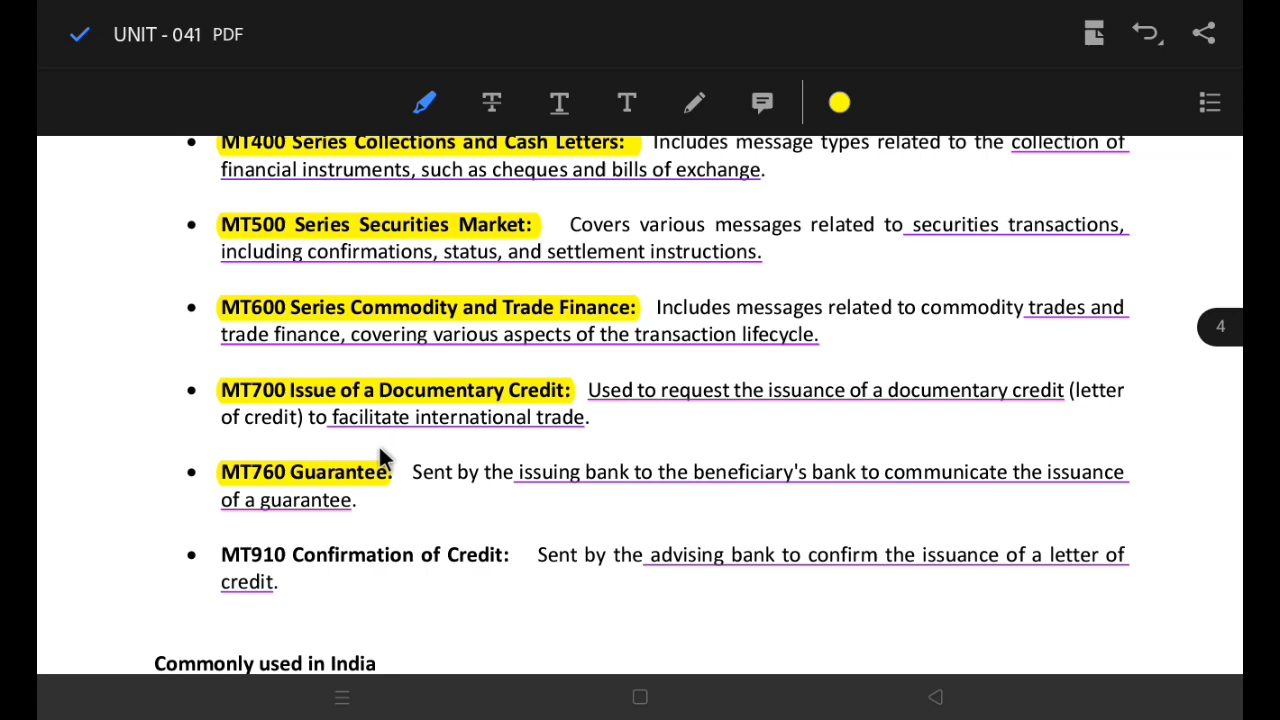 UNIT - 041 PDF
• MT400 Series Collections and Cash Letters: Includes message types related to the collection of
financial instruments, such as cheques and bills of exchange.
• MT500 Series Securities Market: Covers various messages related to securities transactions,
including confirmations, status, and settlement instructions.
• MT600 Series Commodity and Trade Finance: Includes messages related to commodity trades and
trade finance, covering various aspects of the transaction lifecycle.
4
• MT700 Issue of a Documentary Credit: Used to request the issuance of a documentary credit (letter
of credit) to facilitate international trade.
• MT760 Guarantee: Sent by the issuing bank to the beneficiary's bank to communicate the issuance
of a guarantee.
• MT910 Confirmation of Credit: Sent by the advising bank to confirm the issuance of a letter of
credit.
Commonly used in India